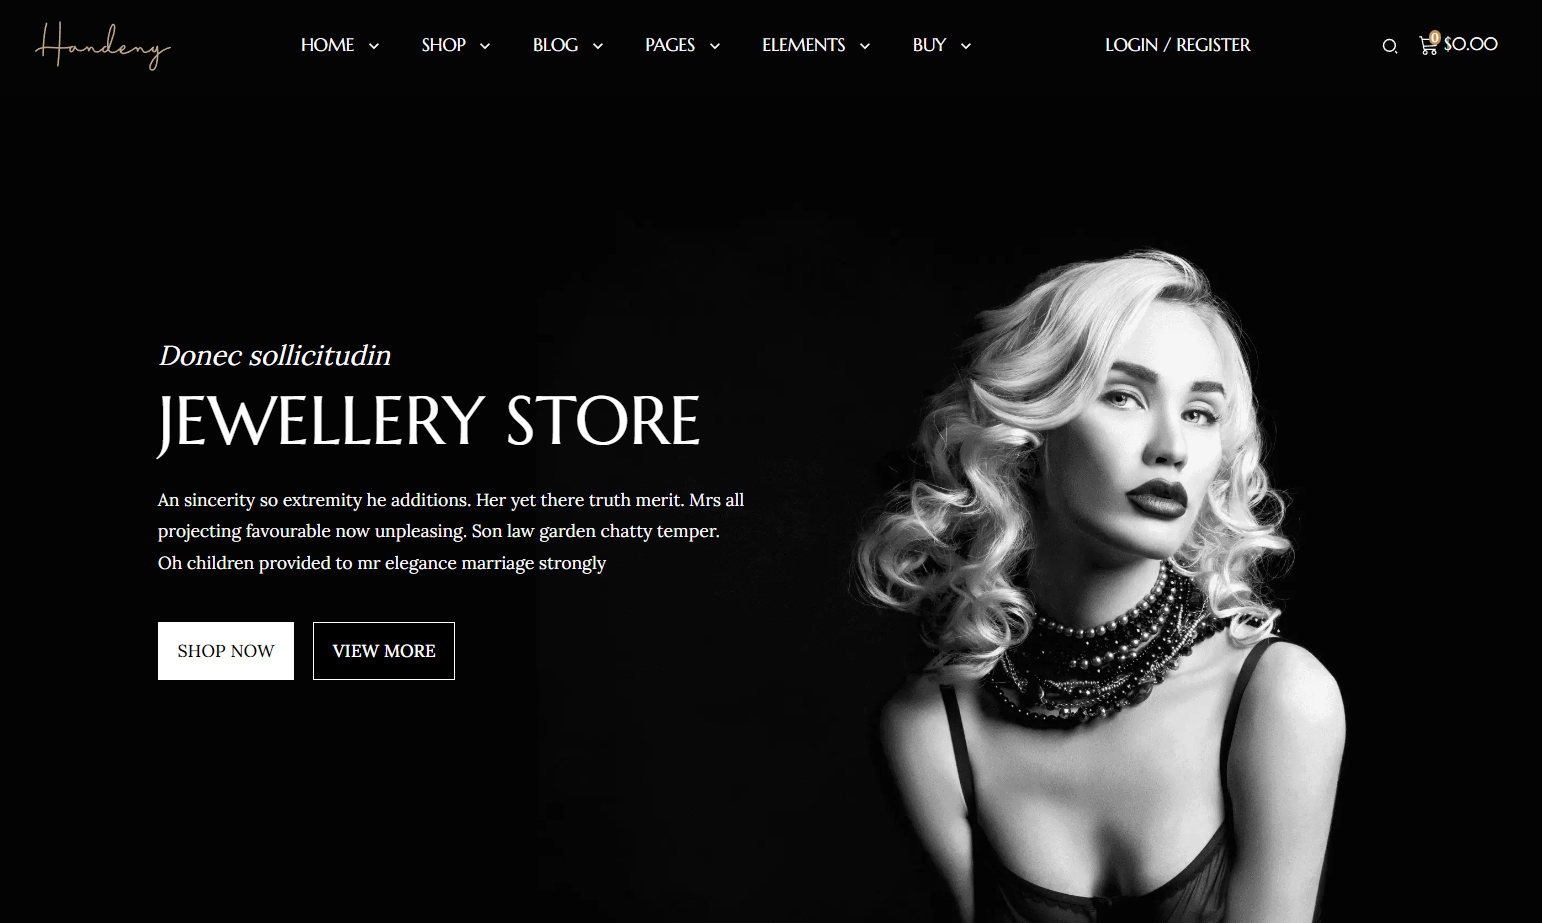 Handeny
HOME SHOP BLOG PAGES ELEMENTS BUY LOGIN / REGISTER 0 $0.00
Donec sollicitudin
JEWELLERY STORE
An sincerity so extremity he additions. Her yet there truth merit. Mrs all
projecting favourable now unpleasing. Son law garden chatty temper.
Oh children provided to mr elegance marriage strongly
SHOP NOW VIEW MORE